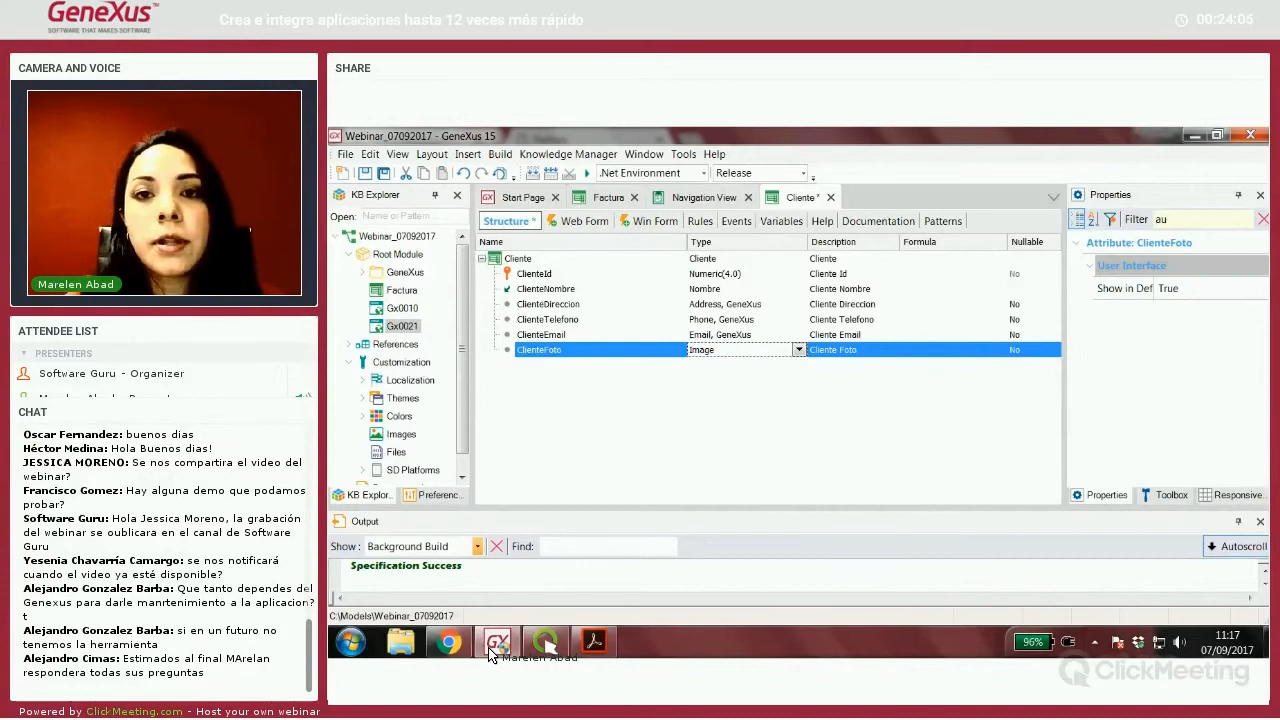 GeneXus™
SOFTWARE THAT MAKES SOFTWARE
Crea e integra aplicaciones hasta 12 veces más rápido
00:24:05
CAMERA AND VOICE
Marelen Abad
ATTENDEE LIST
PRESENTERS
Software Guru - Organizer
CHAT
Oscar Fernandez: buenos dias
Héctor Medina: Hola Buenos dias!
JESSICA MORENO: Se nos compartira el video del
webinar?
Francisco Gomez: Hay alguna demo que podamos
probar?
Software Guru: Hola Jessica Moreno, la grabación
del webinar se oublicara en el canal de Software
Guru
Yesenia Chavarría Camargo: se nos notificará
cuando el video ya esté disponible?
Alejandro Gonzalez Barba: Que tanto dependes del
Genexus para darle manrtenimiento a la aplicacion?
t
Alejandro Gonzalez Barba: si en un futuro no
tenemos la herramienta
Alejandro Cimas: Estimados al final MArelan
respondera todas sus preguntas
Powered by ClickMeeting.com - Host your own webinar
SHARE
Webinar_07092017 - GeneXus 15
File Edit View Layout Insert Build Knowledge Manager Window Tools Help
.Net Environment Release
KB Explorer
Open: Name or Pattern
Webinar_07092017
Root Module
GeneXus
Factura
Gx0010
Gx0021
References
Customization
Localization
Themes
Colors
Images
Files
SD Platforms
KB Explor... Preferenc...
Start Page Factura Navigation View Cliente *
Structure * Web Form Win Form Rules Events Variables Help Documentation Patterns
Name Type Description Formula Nullable
Cliente Cliente Cliente
ClienteId Numeric(4.0) Cliente Id No
ClienteNombre Nombre Cliente Nombre
ClienteDireccion Address, GeneXus Cliente Direccion No
ClienteTelefono Phone, GeneXus Cliente Telefono No
ClienteEmail Email, GeneXus Cliente Email No
ClienteFoto Image Cliente Foto No
Properties
Filter au
Attribute: ClienteFoto
User Interface
Show in Def True
Properties Toolbox Responsive...
Output
Show : Background Build Find: Autoscroll
Specification Success
C:\Models\Webinar_07092017
GX
96%
11:17
07/09/2017
Marelen Abad
ClickMeeting